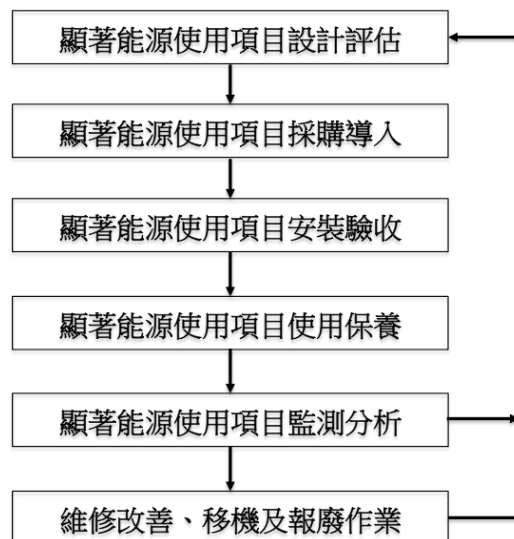 顯著能源使用項目設計評估
顯著能源使用項目採購導入
顯著能源使用項目安裝驗收
顯著能源使用項目使用保養
顯著能源使用項目監測分析
維修改善、移機及報廢作業